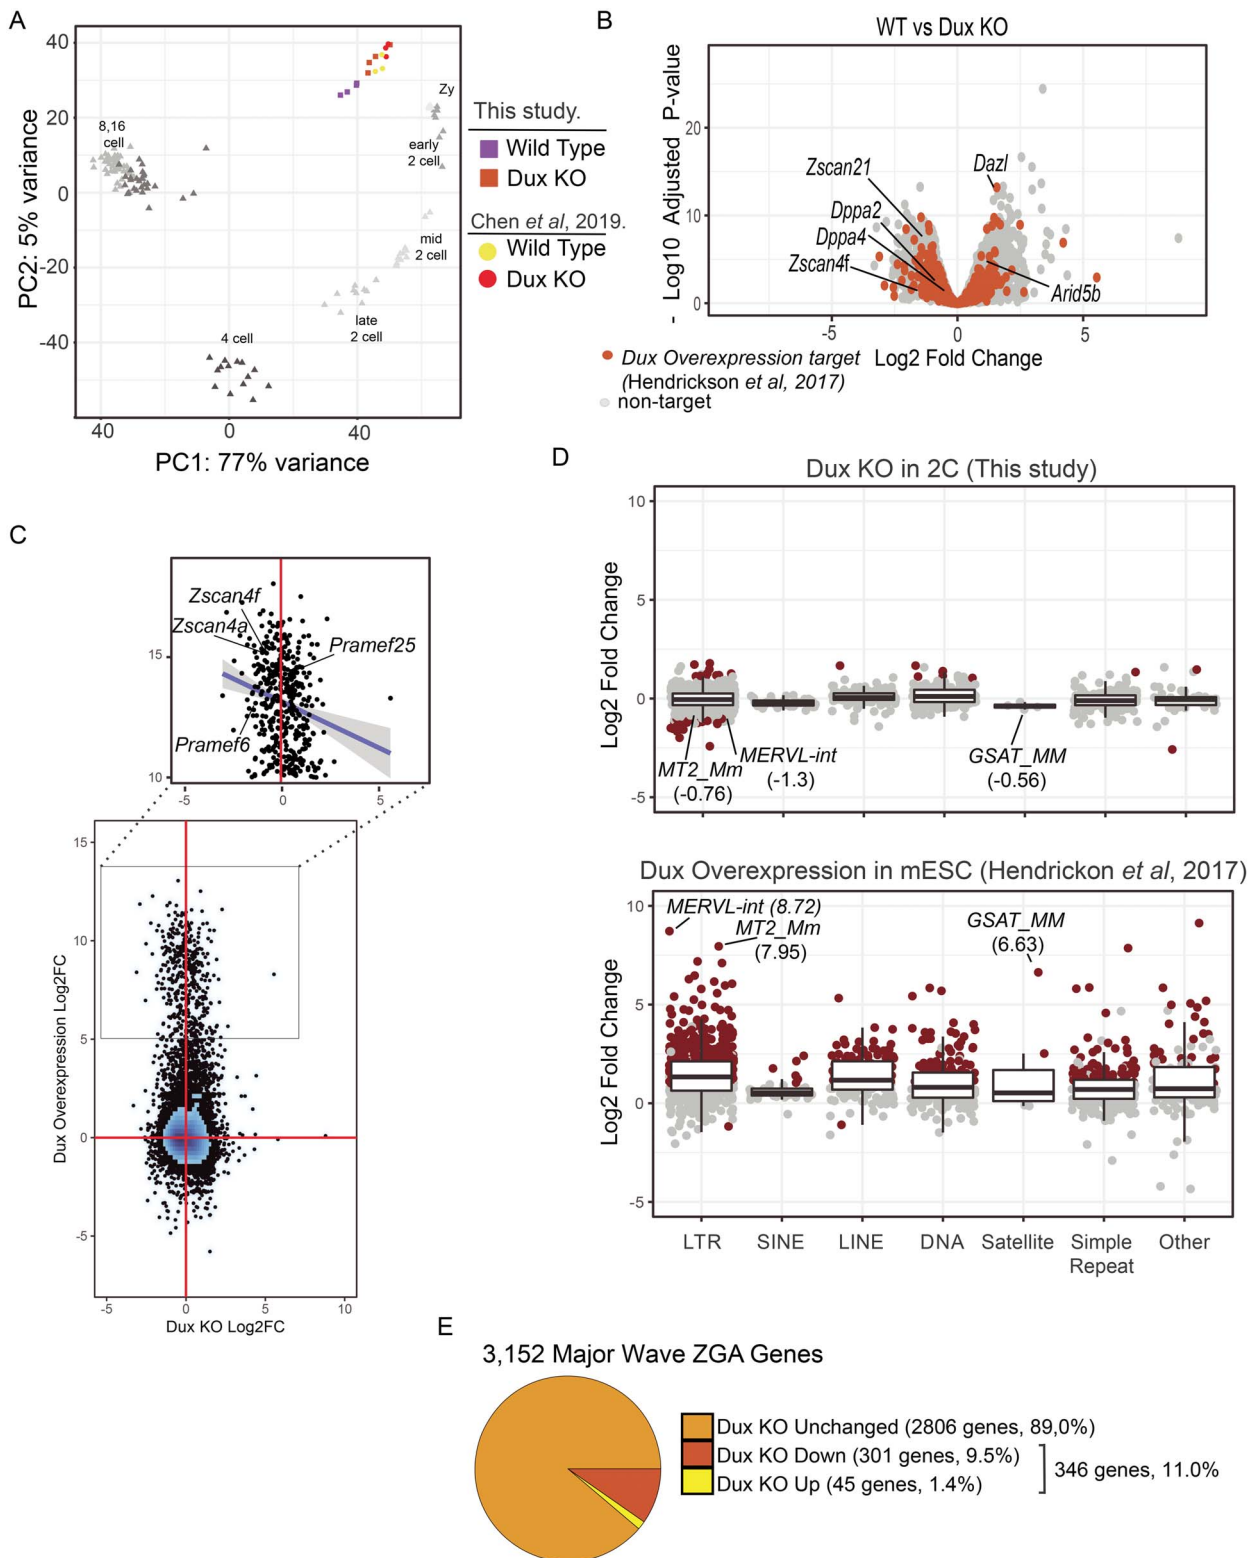 A
40
20
0
-20
-40
40
0
40
PC2: 5% variance
PC1: 77% variance
8,16
cell
Zy
early
2 cell
mid
2 cell
late
2 cell
4 cell
This study.
Wild Type
Dux KO
Chen et al, 2019.
Wild Type
Dux KO
B
WT vs Dux KO
- Log10 Adjusted P-value
20
10
0
-5
0
5
Zscan21
Dazl
Dppa2
Dppa4
Zscan4f
Arid5b
Log2 Fold Change
Dux Overexpression target
(Hendrickson et al, 2017)
non-target
C
Zscan4f
Zscan4a
Pramef25
Pramef6
15
10
-5
0
5
15
10
5
0
-5
-5
0
5
10
Dux Overexpression Log2FC
Dux KO Log2FC
D
Dux KO in 2C (This study)
Log2 Fold Change
10
5
0
-5
MT2_Mm
(-0.76)
MERVL-int
(-1.3)
GSAT_MM
(-0.56)
Dux Overexpression in mESC (Hendrickon et al, 2017)
Log2 Fold Change
10
5
0
-5
MERVL-int (8.72)
MT2_Mm
(7.95)
GSAT_MM
(6.63)
LTR
SINE
LINE
DNA
Satellite
Simple
Repeat
Other
E
3,152 Major Wave ZGA Genes
Dux KO Unchanged (2806 genes, 89,0%)
Dux KO Down (301 genes, 9.5%)
Dux KO Up (45 genes, 1.4%)
346 genes, 11.0%